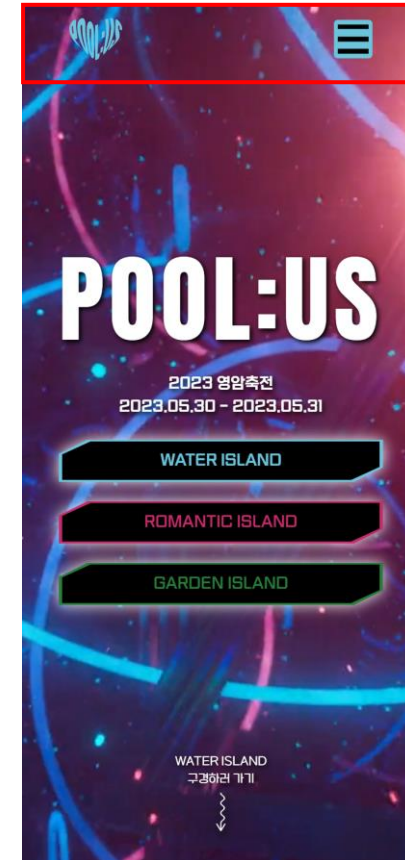 POOL:US
POOL:US
2023 영암축전
2023.05.30 - 2023.05.31
WATER ISLAND
ROMANTIC ISLAND
GARDEN ISLAND
WATER ISLAND
구경하러 가기